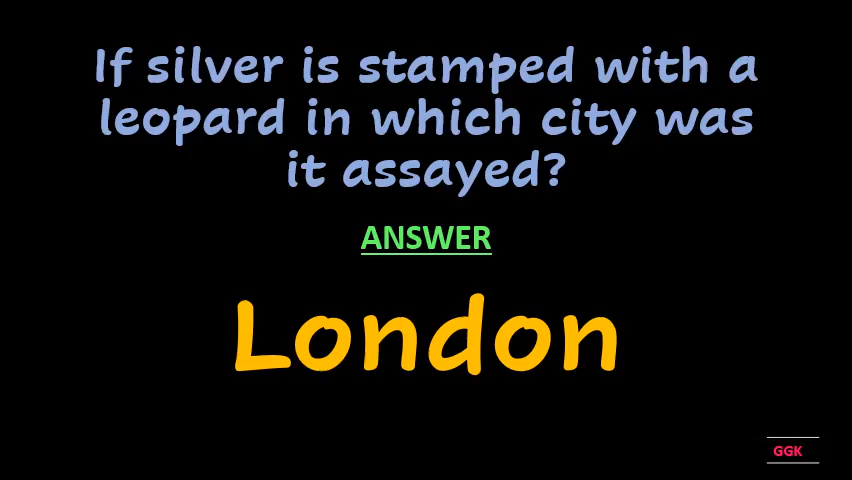 If silver is stamped with a
leopard in which city was
it assayed?
ANSWER
London
GGK